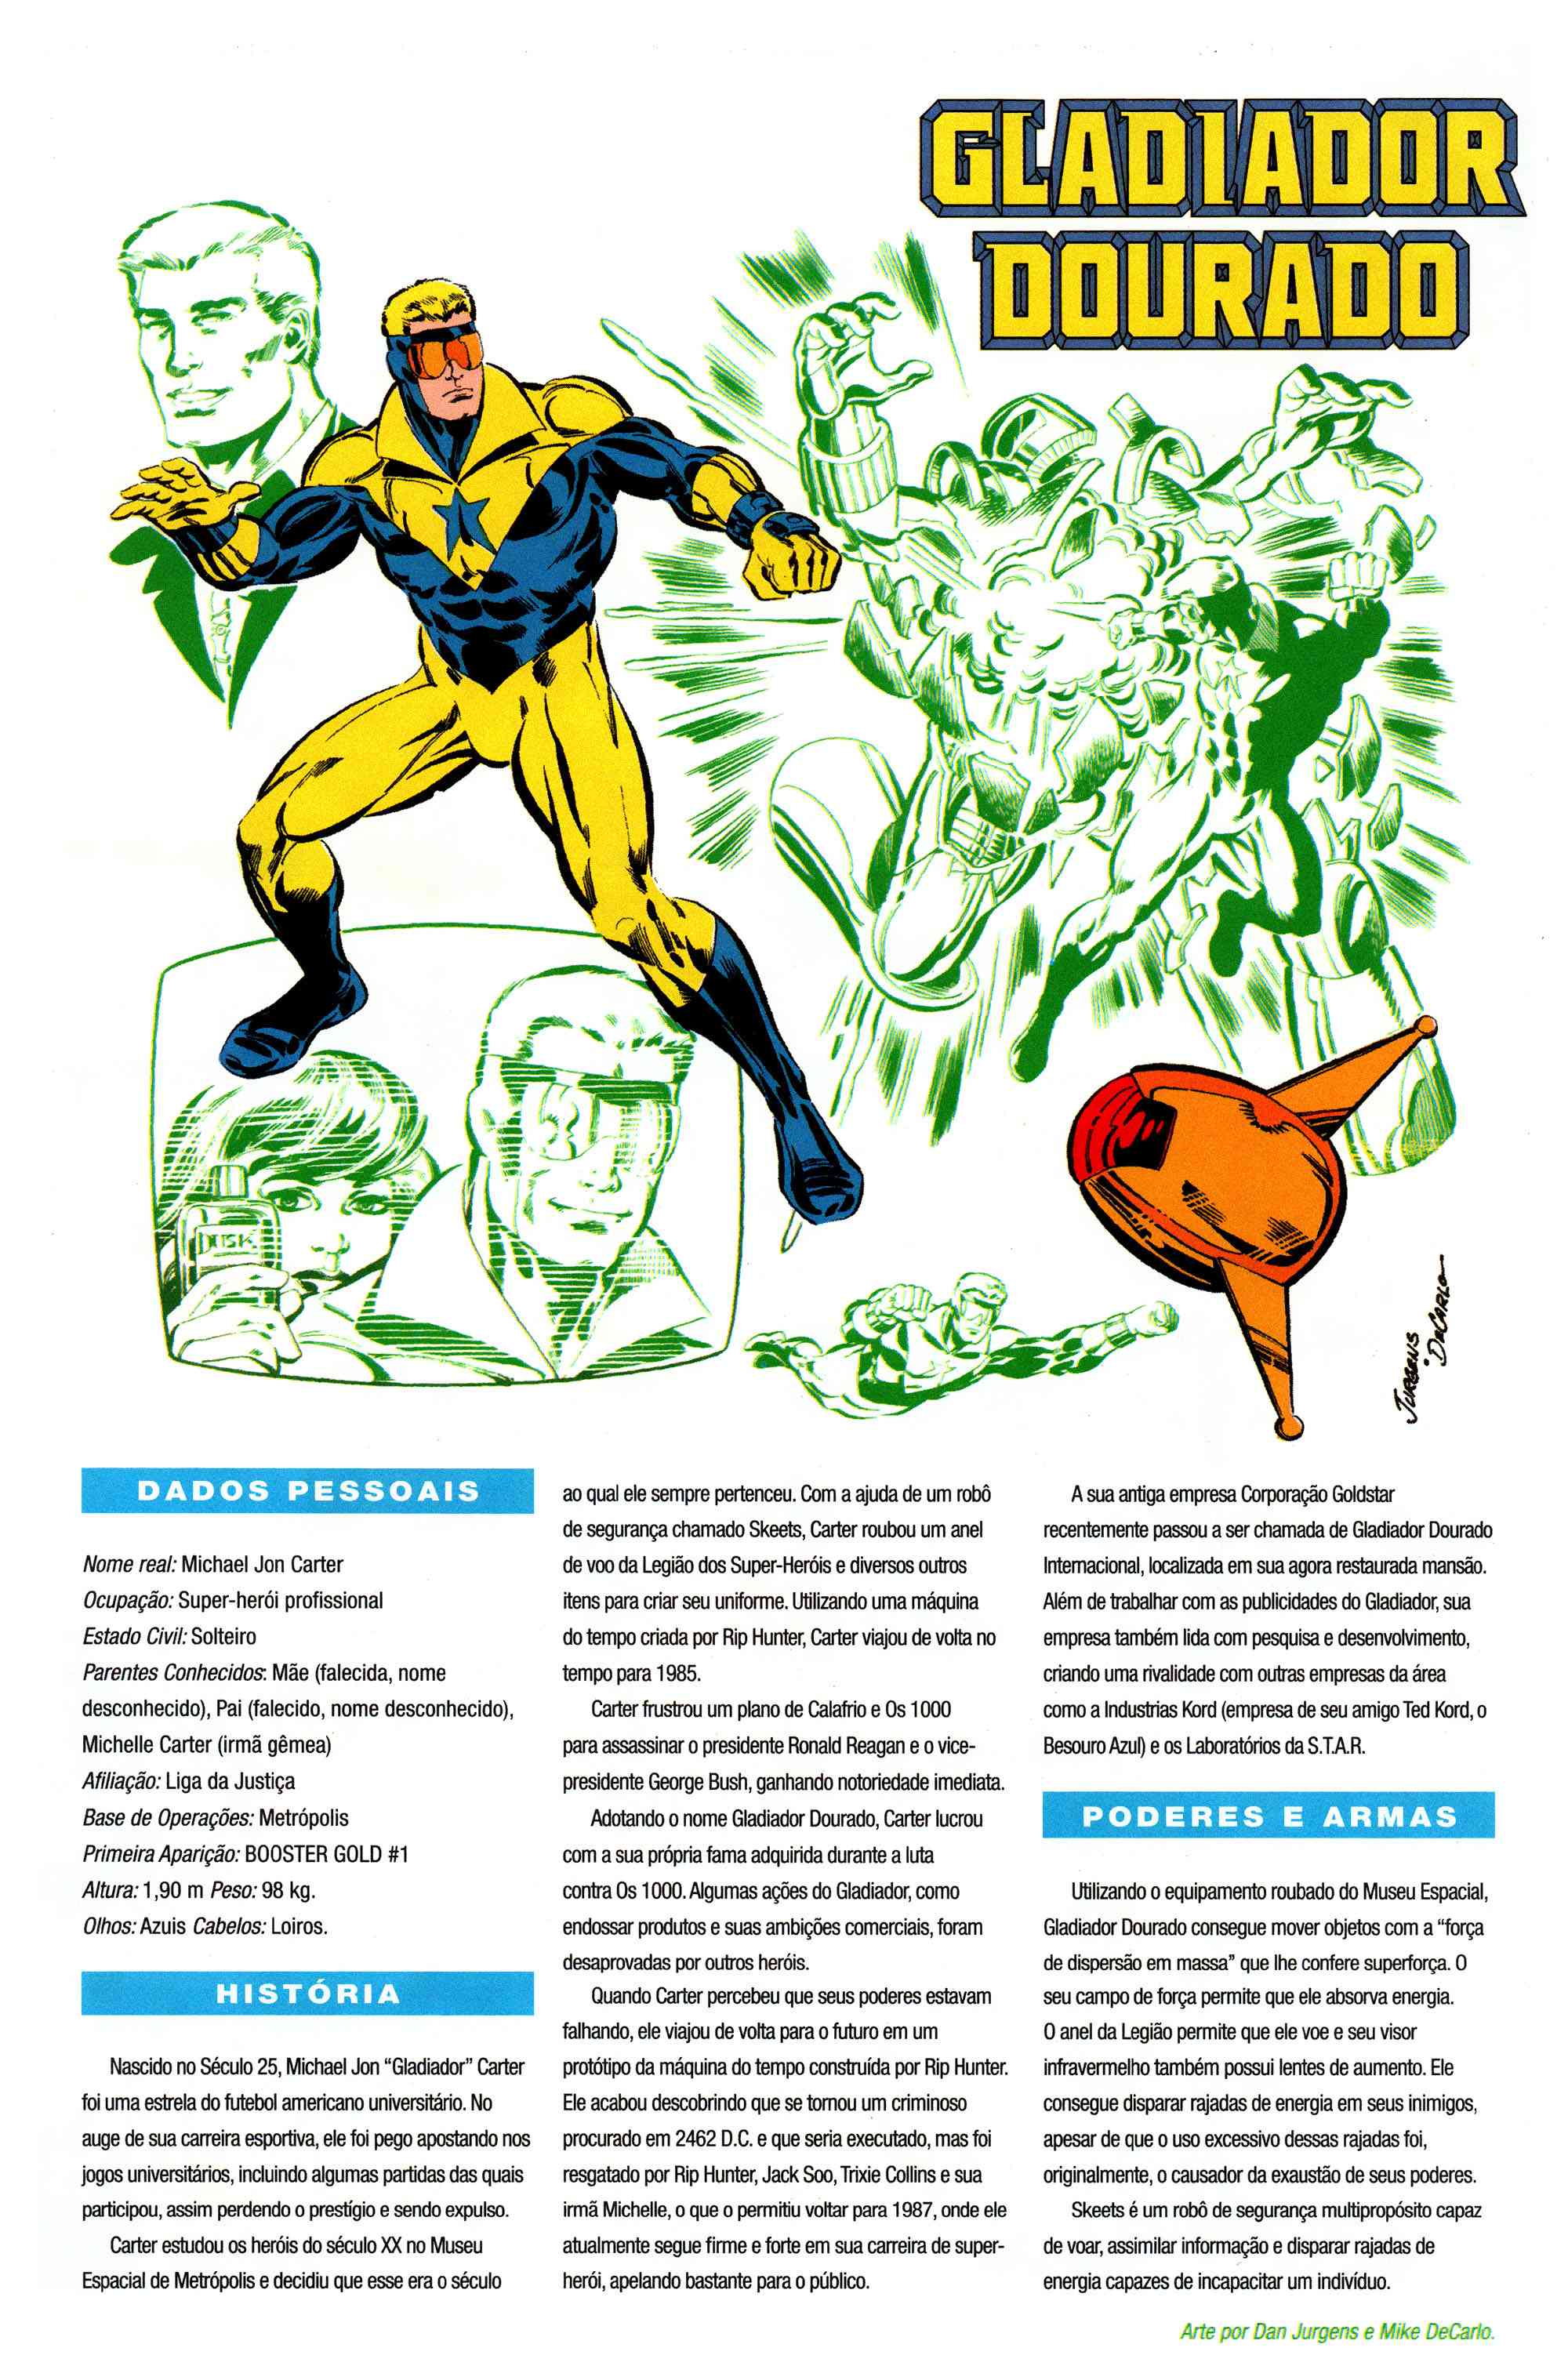 GLADIADOR
DOURADO
DUSK
JURGENS
DeCARLO
DADOS PESSOAIS
Nome real: Michael Jon Carter
Ocupação: Super-herói profissional
Estado Civil: Solteiro
Parentes Conhecidos: Mãe (falecida, nome
desconhecido), Pai (falecido, nome desconhecido),
Michelle Carter (irmã gêmea)
Afiliação: Liga da Justiça
Base de Operações: Metrópolis
Primeira Aparição: BOOSTER GOLD #1
Altura: 1,90 m Peso: 98 kg.
Olhos: Azuis Cabelos: Loiros.
HISTÓRIA
Nascido no Século 25, Michael Jon “Gladiador” Carter
foi uma estrela do futebol americano universitário. No
auge de sua carreira esportiva, ele foi pego apostando nos
jogos universitários, incluindo algumas partidas das quais
participou, assim perdendo o prestígio e sendo expulso.
Carter estudou os heróis do século XX no Museu
Espacial de Metrópolis e decidiu que esse era o século
ao qual ele sempre pertenceu. Com a ajuda de um robô
de segurança chamado Skeets, Carter roubou um anel
de voo da Legião dos Super-Heróis e diversos outros
itens para criar seu uniforme. Utilizando uma máquina
do tempo criada por Rip Hunter, Carter viajou de volta no
tempo para 1985.
Carter frustrou um plano de Calafrio e Os 1000
para assassinar o presidente Ronald Reagan e o vice-
presidente George Bush, ganhando notoriedade imediata.
Adotando o nome Gladiador Dourado, Carter lucrou
com a sua própria fama adquirida durante a luta
contra Os 1000. Algumas ações do Gladiador, como
endossar produtos e suas ambições comerciais, foram
desaprovadas por outros heróis.
Quando Carter percebeu que seus poderes estavam
falhando, ele viajou de volta para o futuro em um
protótipo da máquina do tempo construída por Rip Hunter.
Ele acabou descobrindo que se tornou um criminoso
procurado em 2462 D.C. e que seria executado, mas foi
resgatado por Rip Hunter, Jack Soo, Trixie Collins e sua
irmã Michelle, o que o permitiu voltar para 1987, onde ele
atualmente segue firme e forte em sua carreira de super-
herói, apelando bastante para o público.
A sua antiga empresa Corporação Goldstar
recentemente passou a ser chamada de Gladiador Dourado
Internacional, localizada em sua agora restaurada mansão.
Além de trabalhar com as publicidades do Gladiador, sua
empresa também lida com pesquisa e desenvolvimento,
criando uma rivalidade com outras empresas da área
como a Industrias Kord (empresa de seu amigo Ted Kord, o
Besouro Azul) e os Laboratórios da S.T.A.R.
PODERES E ARMAS
Utilizando o equipamento roubado do Museu Espacial,
Gladiador Dourado consegue mover objetos com a “força
de dispersão em massa” que lhe confere superforça. O
seu campo de força permite que ele absorva energia.
O anel da Legião permite que ele voe e seu visor
infravermelho também possui lentes de aumento. Ele
consegue disparar rajadas de energia em seus inimigos,
apesar de que o uso excessivo dessas rajadas foi,
originalmente, o causador da exaustão de seus poderes.
Skeets é um robô de segurança multipropósito capaz
de voar, assimilar informação e disparar rajadas de
energia capazes de incapacitar um indivíduo.
Arte por Dan Jurgens e Mike DeCarlo.